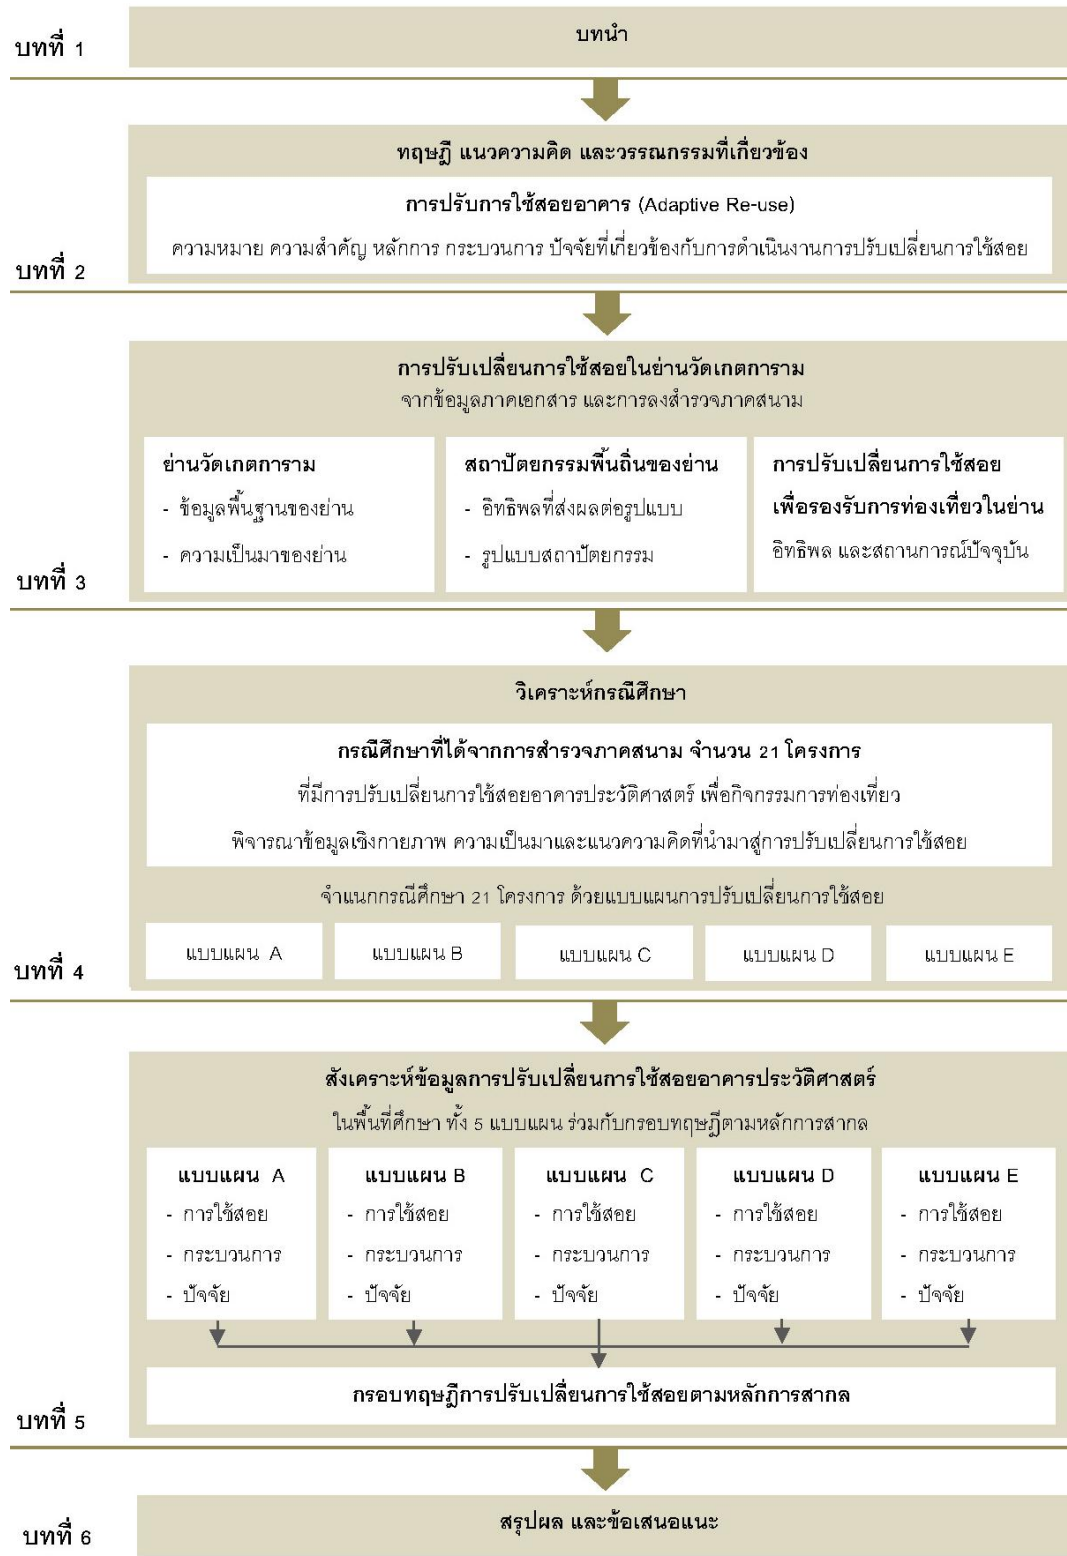 บทที่ 1
บทนำ
ทฤษฎี แนวความคิด และวรรณกรรมที่เกี่ยวข้อง
การปรับการใช้สอยอาคาร (Adaptive Re-use)
ความหมาย ความสำคัญ หลักการ กระบวนการ ปัจจัยที่เกี่ยวข้องกับการดำเนินงานการปรับเปลี่ยนการใช้สอย
บทที่ 2
การปรับเปลี่ยนการใช้สอยในย่านวัดเกตการาม
จากข้อมูลภาคเอกสาร และการลงสำรวจภาคสนาม
ย่านวัดเกตการาม
- ข้อมูลพื้นฐานของย่าน
- ความเป็นมาของย่าน
สถาปัตยกรรมพื้นถิ่นของย่าน
- อิทธิพลที่ส่งผลต่อรูปแบบ
- รูปแบบสถาปัตยกรรม
การปรับเปลี่ยนการใช้สอย
เพื่อรองรับการท่องเที่ยวในย่าน
อิทธิพล และสถานการณ์ปัจจุบัน
บทที่ 3
วิเคราะห์กรณีศึกษา
กรณีศึกษาที่ได้จากการสำรวจภาคสนาม จำนวน 21 โครงการ
ที่มีการปรับเปลี่ยนการใช้สอยอาคารประวัติศาสตร์ เพื่อกิจกรรมการท่องเที่ยว
พิจารณาข้อมูลเชิงกายภาพ ความเป็นมาและแนวความคิดที่นำมาสู่การปรับเปลี่ยนการใช้สอย
จำแนกกรณีศึกษา 21 โครงการ ด้วยแบบแผนการปรับเปลี่ยนการใช้สอย
แบบแผน A
แบบแผน B
แบบแผน C
แบบแผน D
แบบแผน E
บทที่ 4
สังเคราะห์ข้อมูลการปรับเปลี่ยนการใช้สอยอาคารประวัติศาสตร์
ในพื้นที่ศึกษา ทั้ง 5 แบบแผน ร่วมกับกรอบทฤษฎีตามหลักการสากล
แบบแผน A
- การใช้สอย
- กระบวนการ
- ปัจจัย
แบบแผน B
- การใช้สอย
- กระบวนการ
- ปัจจัย
แบบแผน C
- การใช้สอย
- กระบวนการ
- ปัจจัย
แบบแผน D
- การใช้สอย
- กระบวนการ
- ปัจจัย
แบบแผน E
- การใช้สอย
- กระบวนการ
- ปัจจัย
กรอบทฤษฎีการปรับเปลี่ยนการใช้สอยตามหลักการสากล
บทที่ 5
สรุปผล และข้อเสนอแนะ
บทที่ 6